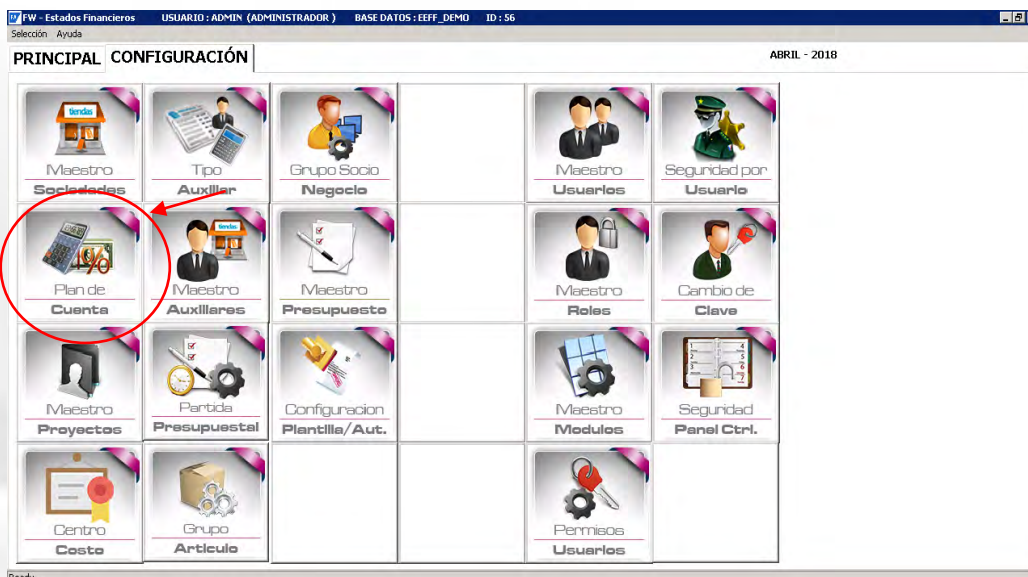 FW - Estados Financieros USUARIO : ADMIN (ADMINISTRADOR ) BASE DATOS : EEFF_DEMO ID : 56
Selección Ayuda
PRINCIPAL CONFIGURACIÓN
ABRIL - 2018
tiendas
Maestro
Sociedades
Tipo
Auxiliar
Grupo Socio
Negocio
Maestro
Usuarios
Seguridad por
Usuario
Plan de
Cuenta
tiendas
Maestro
Auxiliares
Maestro
Presupuesto
Maestro
Roles
Cambio de
Clave
Maestro
Proyectos
Partida
Presupuestal
Configuracion
Plantilla/Aut.
Maestro
Modulos
Seguridad
Panel Ctrl.
Centro
Costo
Grupo
Articulo
Permisos
Usuarios
Ready